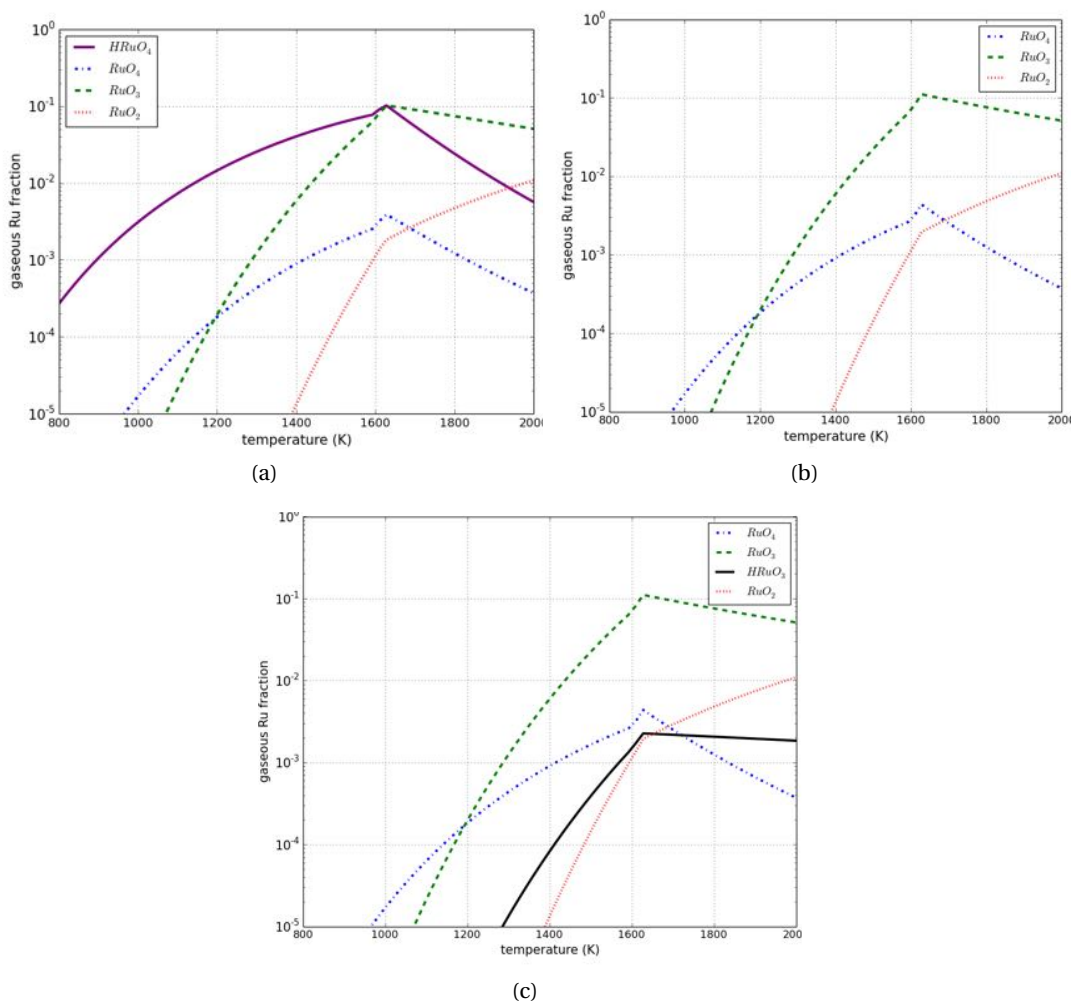 10⁰
10⁻¹
10⁻²
10⁻³
10⁻⁴
10⁻⁵
gaseous Ru fraction
HRuO₄
RuO₄
RuO₃
RuO₂
800 1000 1200 1400 1600 1800 2000
temperature (K)
(a)
10⁰
10⁻¹
10⁻²
10⁻³
10⁻⁴
10⁻⁵
gaseous Ru fraction
RuO₄
RuO₃
RuO₂
800 1000 1200 1400 1600 1800 2000
temperature (K)
(b)
10⁰
10⁻¹
10⁻²
10⁻³
10⁻⁴
10⁻⁵
gaseous Ru fraction
RuO₄
RuO₃
HRuO₃
RuO₂
800 1000 1200 1400 1600 1800 200
temperature (K)
(c)